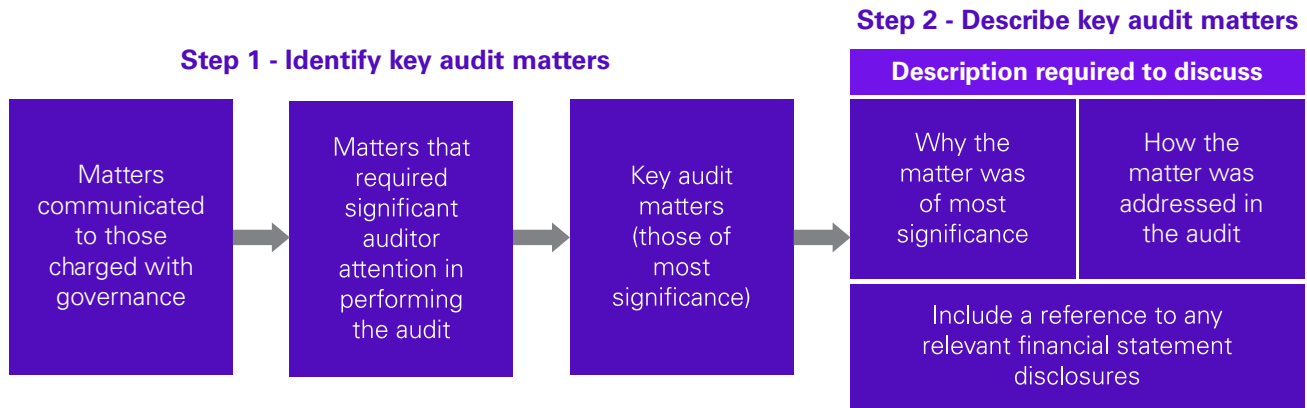 Step 1 - Identify key audit matters
Matters
communicated
to those
charged with
governance
Matters that
required
significant
auditor
attention in
performing
the audit
Key audit
matters
(those of
most
significance)
Step 2 - Describe key audit matters
Description required to discuss
Why the
matter was
of most
significance
How the
matter was
addressed in
the audit
Include a reference to any
relevant financial statement
disclosures